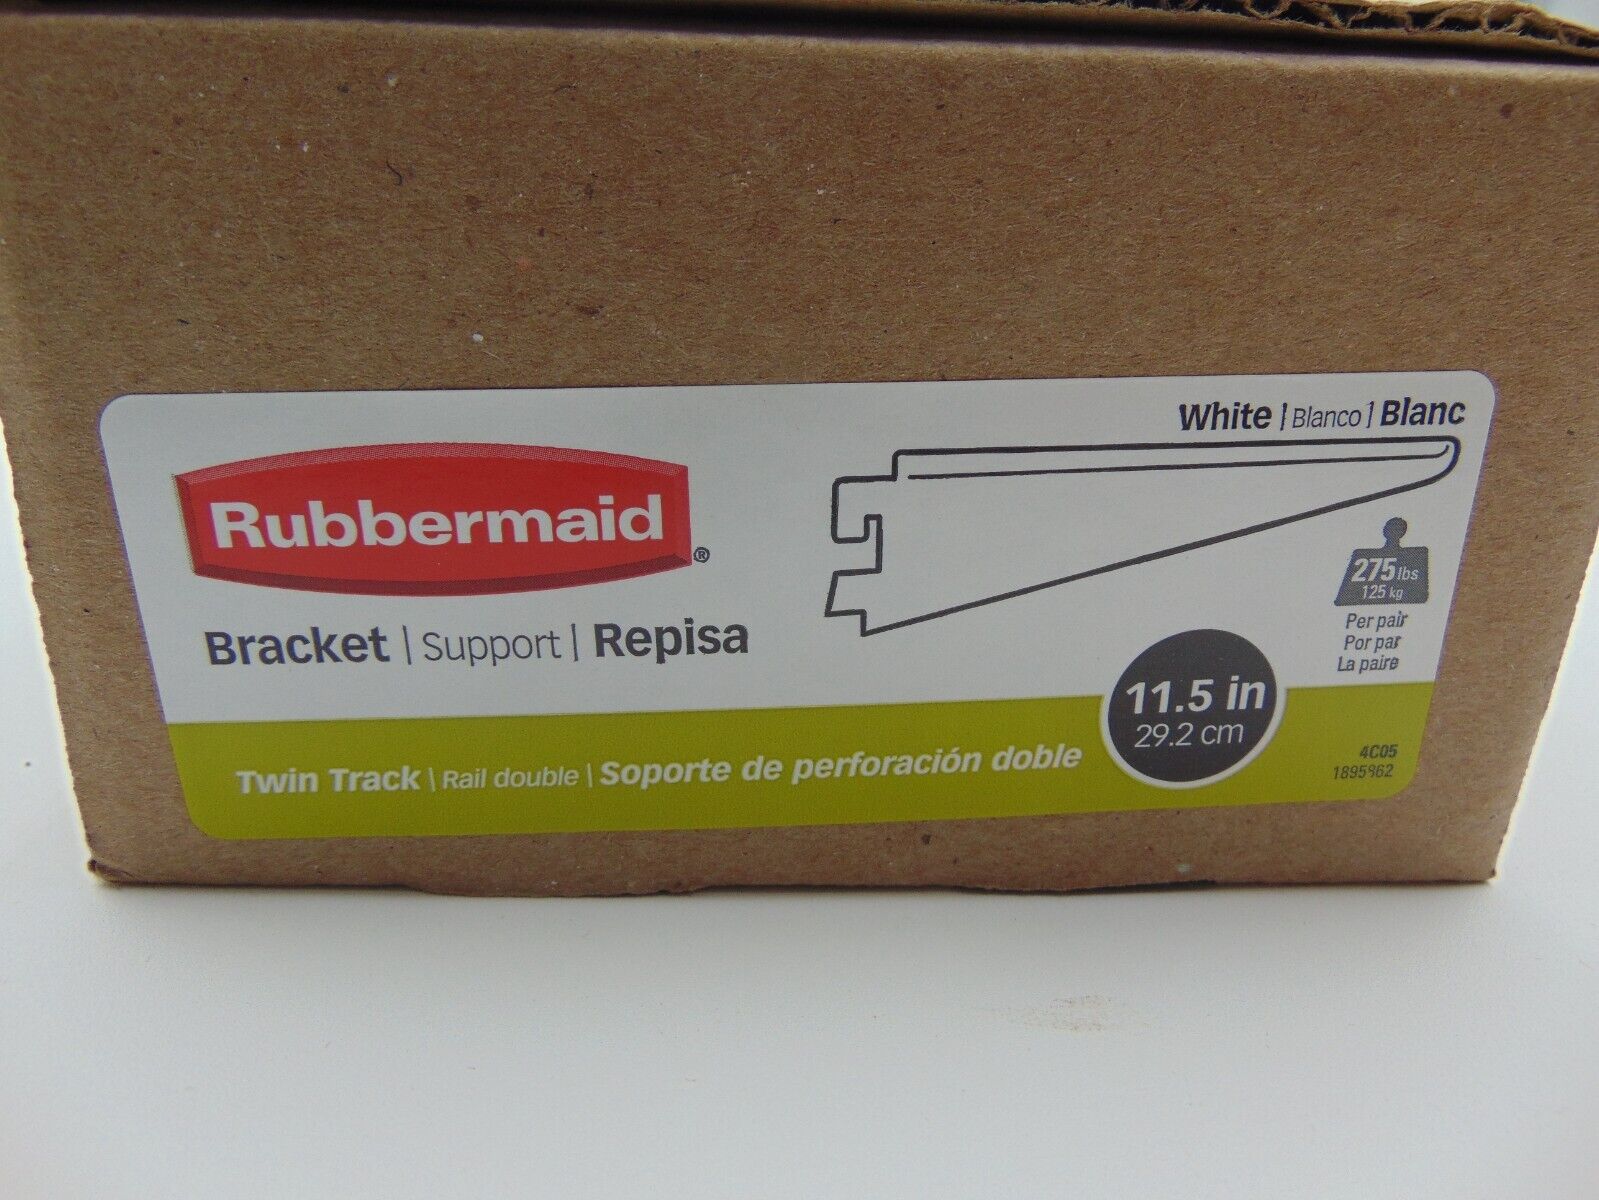 White | Blanco | Blanc
Rubbermaid®
Bracket | Support | Repisa
275 lbs
125 kg
Per pair
Por par
La paire
11.5 in
29.2 cm
Twin Track | Rail double | Soporte de perforación doble
4C05
1895862